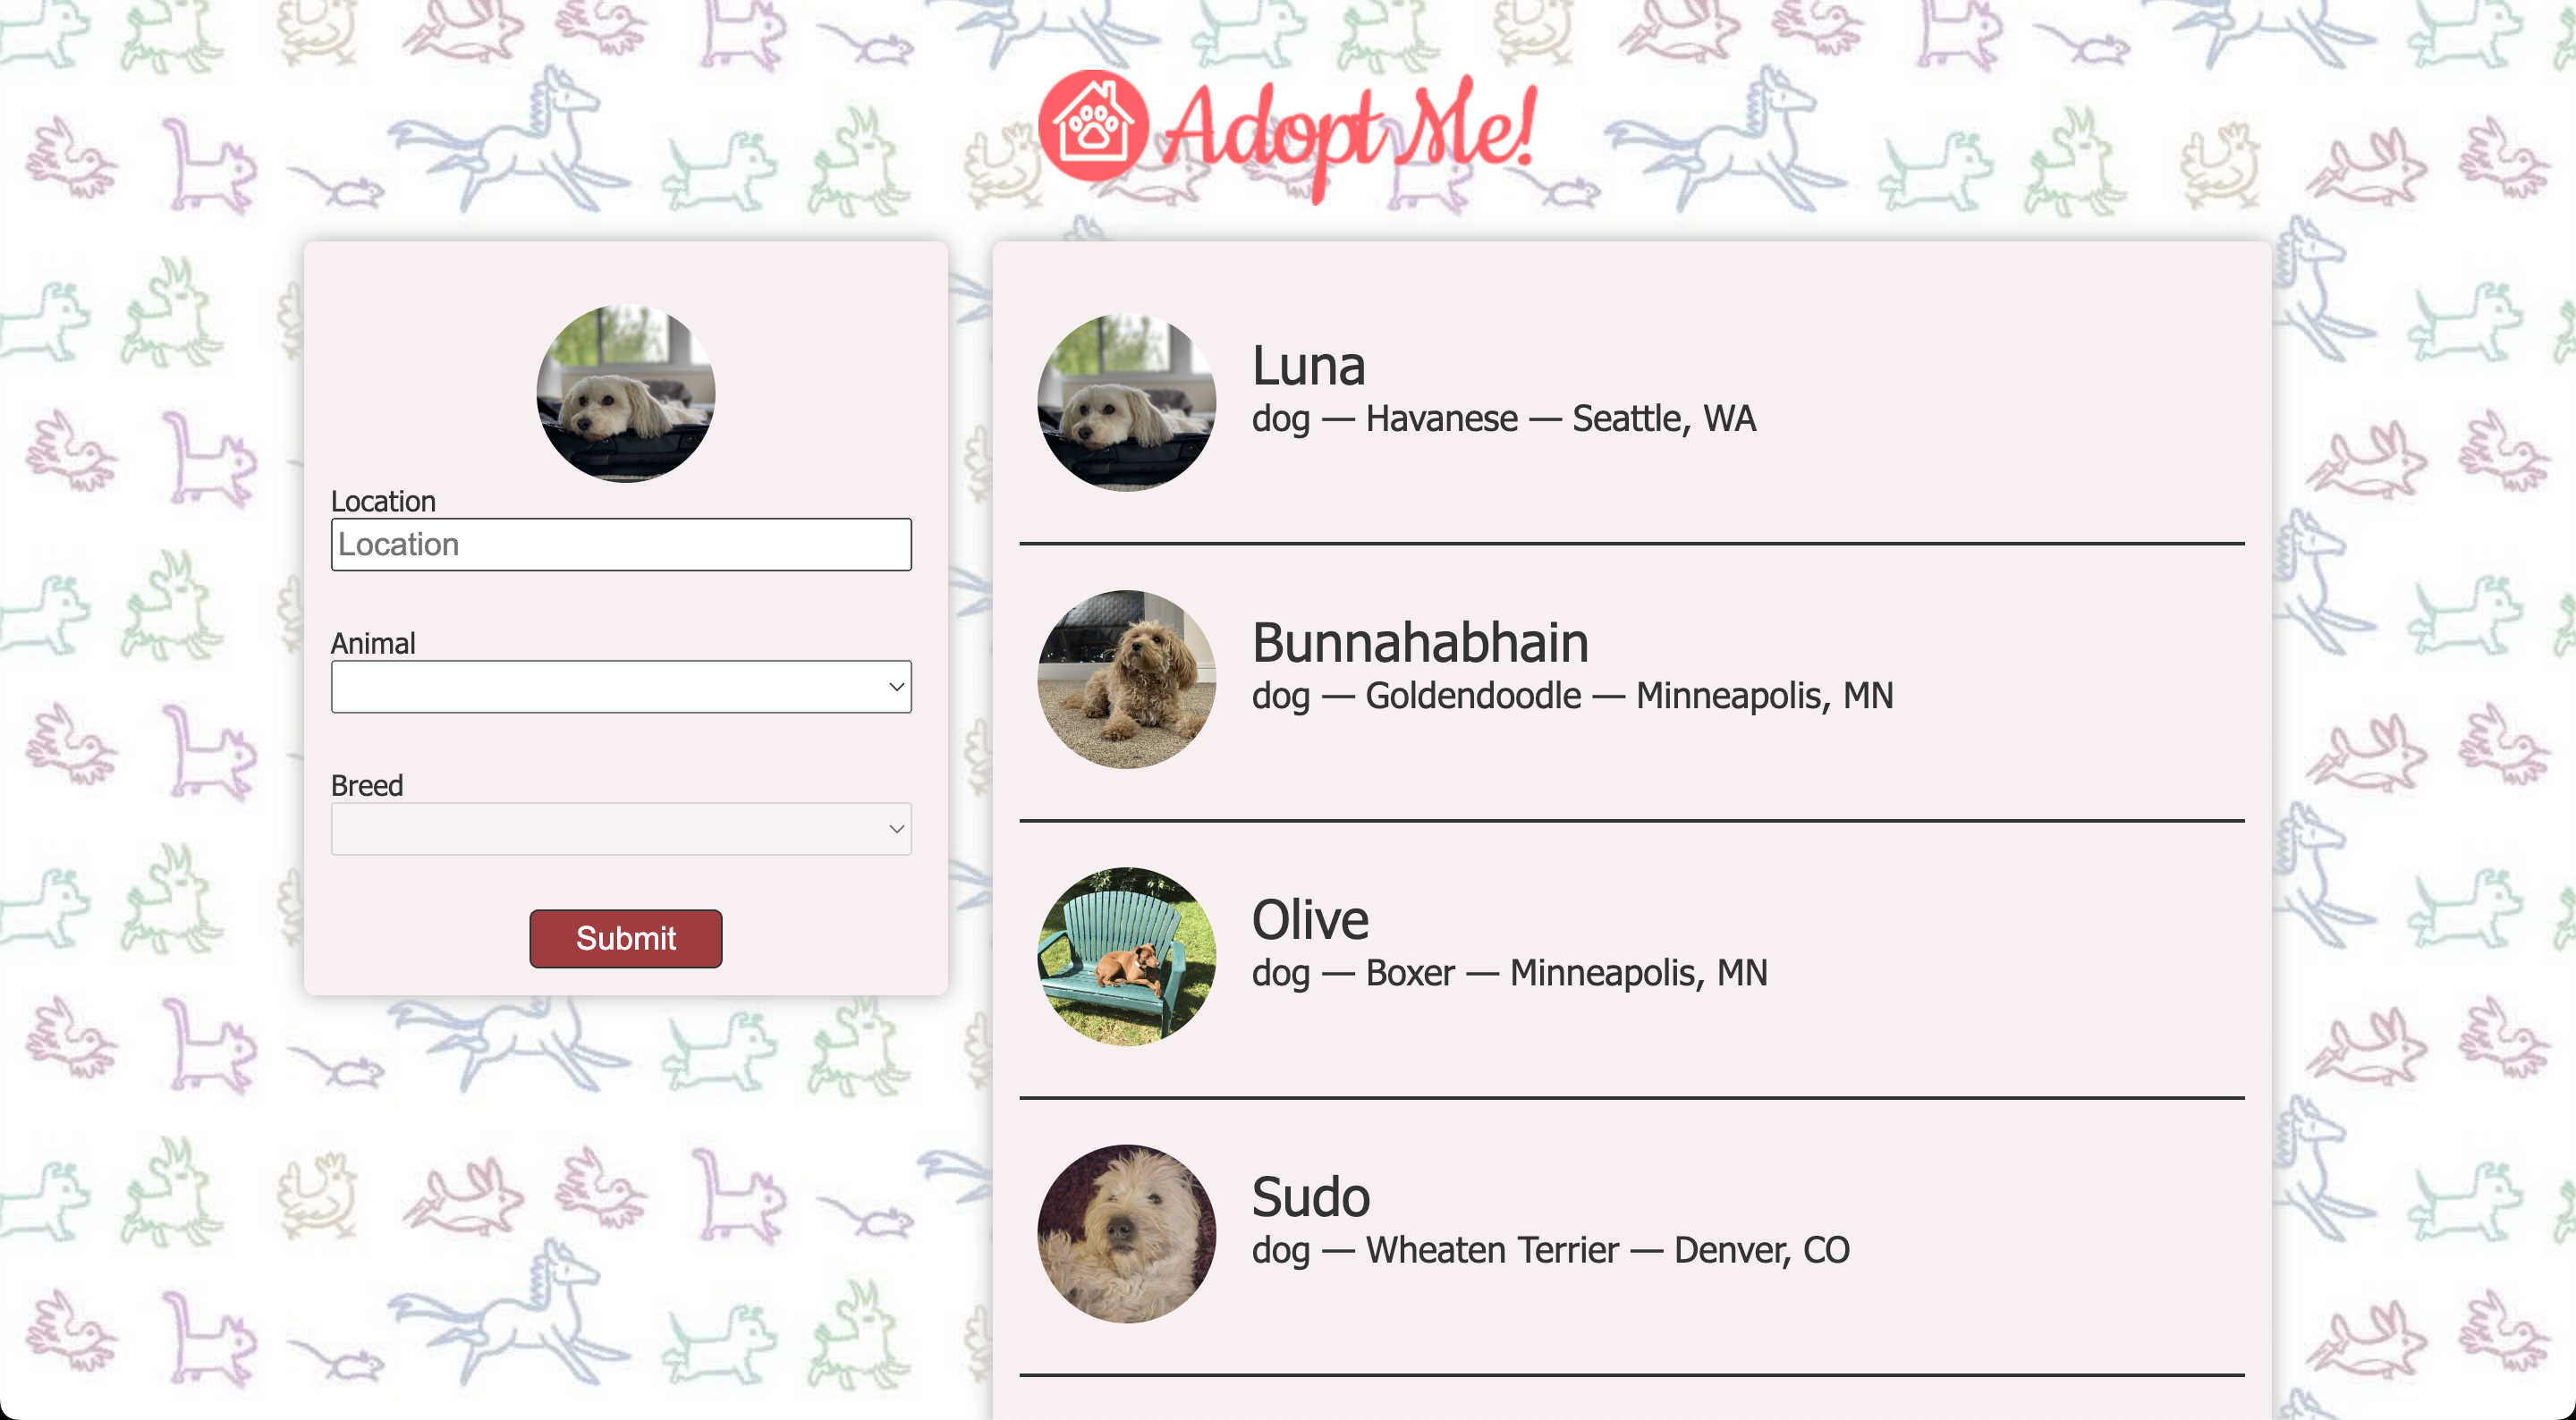 Adopt Me!
Location
Location
Animal
Breed
Submit
Luna
dog — Havanese — Seattle, WA
Bunnahabhain
dog — Goldendoodle — Minneapolis, MN
Olive
dog — Boxer — Minneapolis, MN
Sudo
dog — Wheaten Terrier — Denver, CO